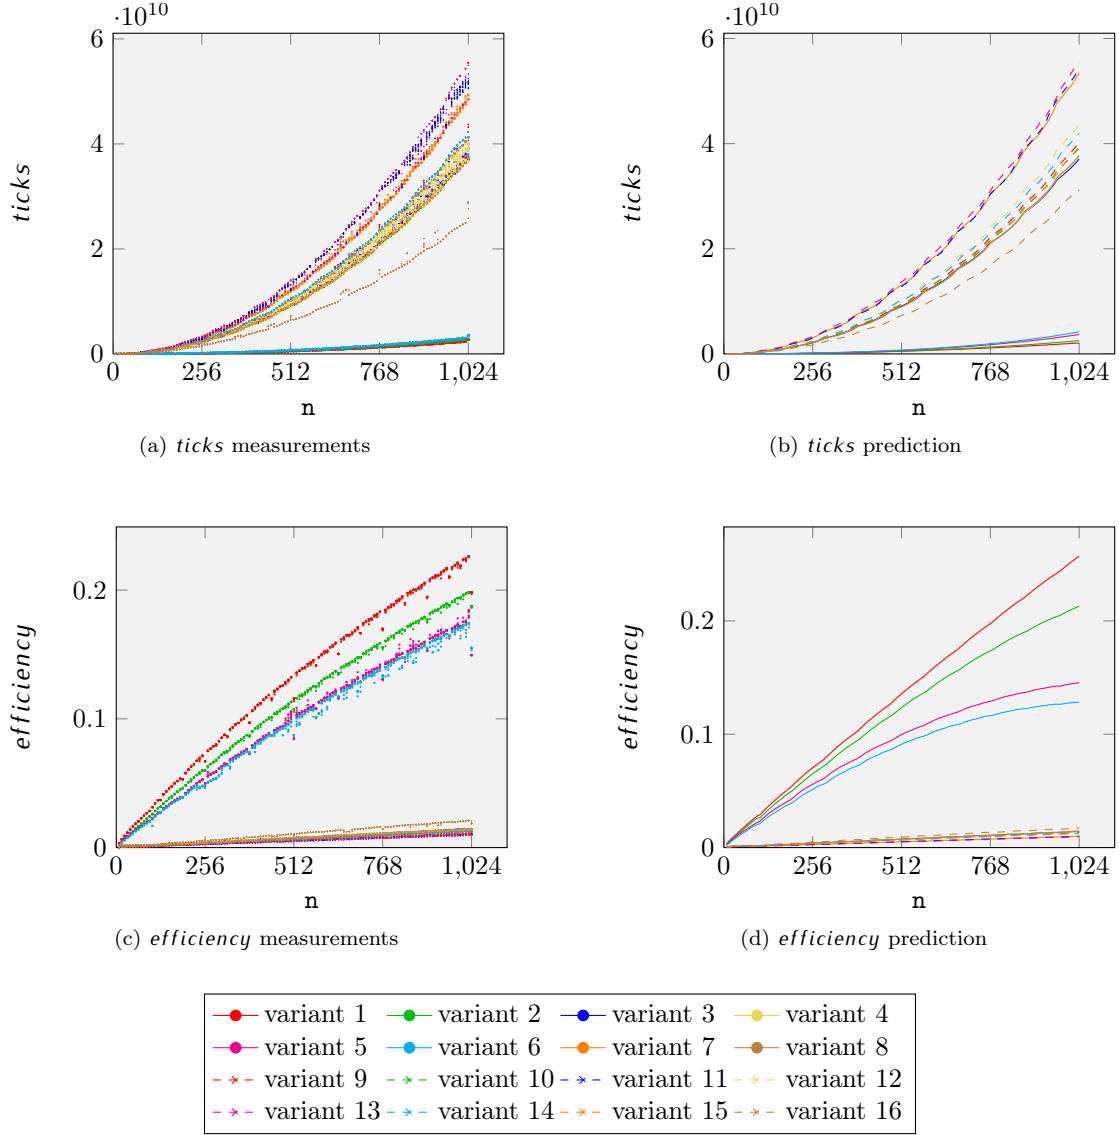 ·10^10
6
4
2
0
0 256 512 768 1,024
ticks
n
(a) ticks measurements
6
4
2
0
0 256 512 768 1,024
ticks
n
(b) ticks prediction
0.2
0.1
0
0 256 512 768 1,024
efficiency
n
(c) efficiency measurements
0.2
0.1
0
0 256 512 768 1,024
efficiency
n
(d) efficiency prediction
variant 1 variant 2 variant 3 variant 4
variant 5 variant 6 variant 7 variant 8
variant 9 variant 10 variant 11 variant 12
variant 13 variant 14 variant 15 variant 16